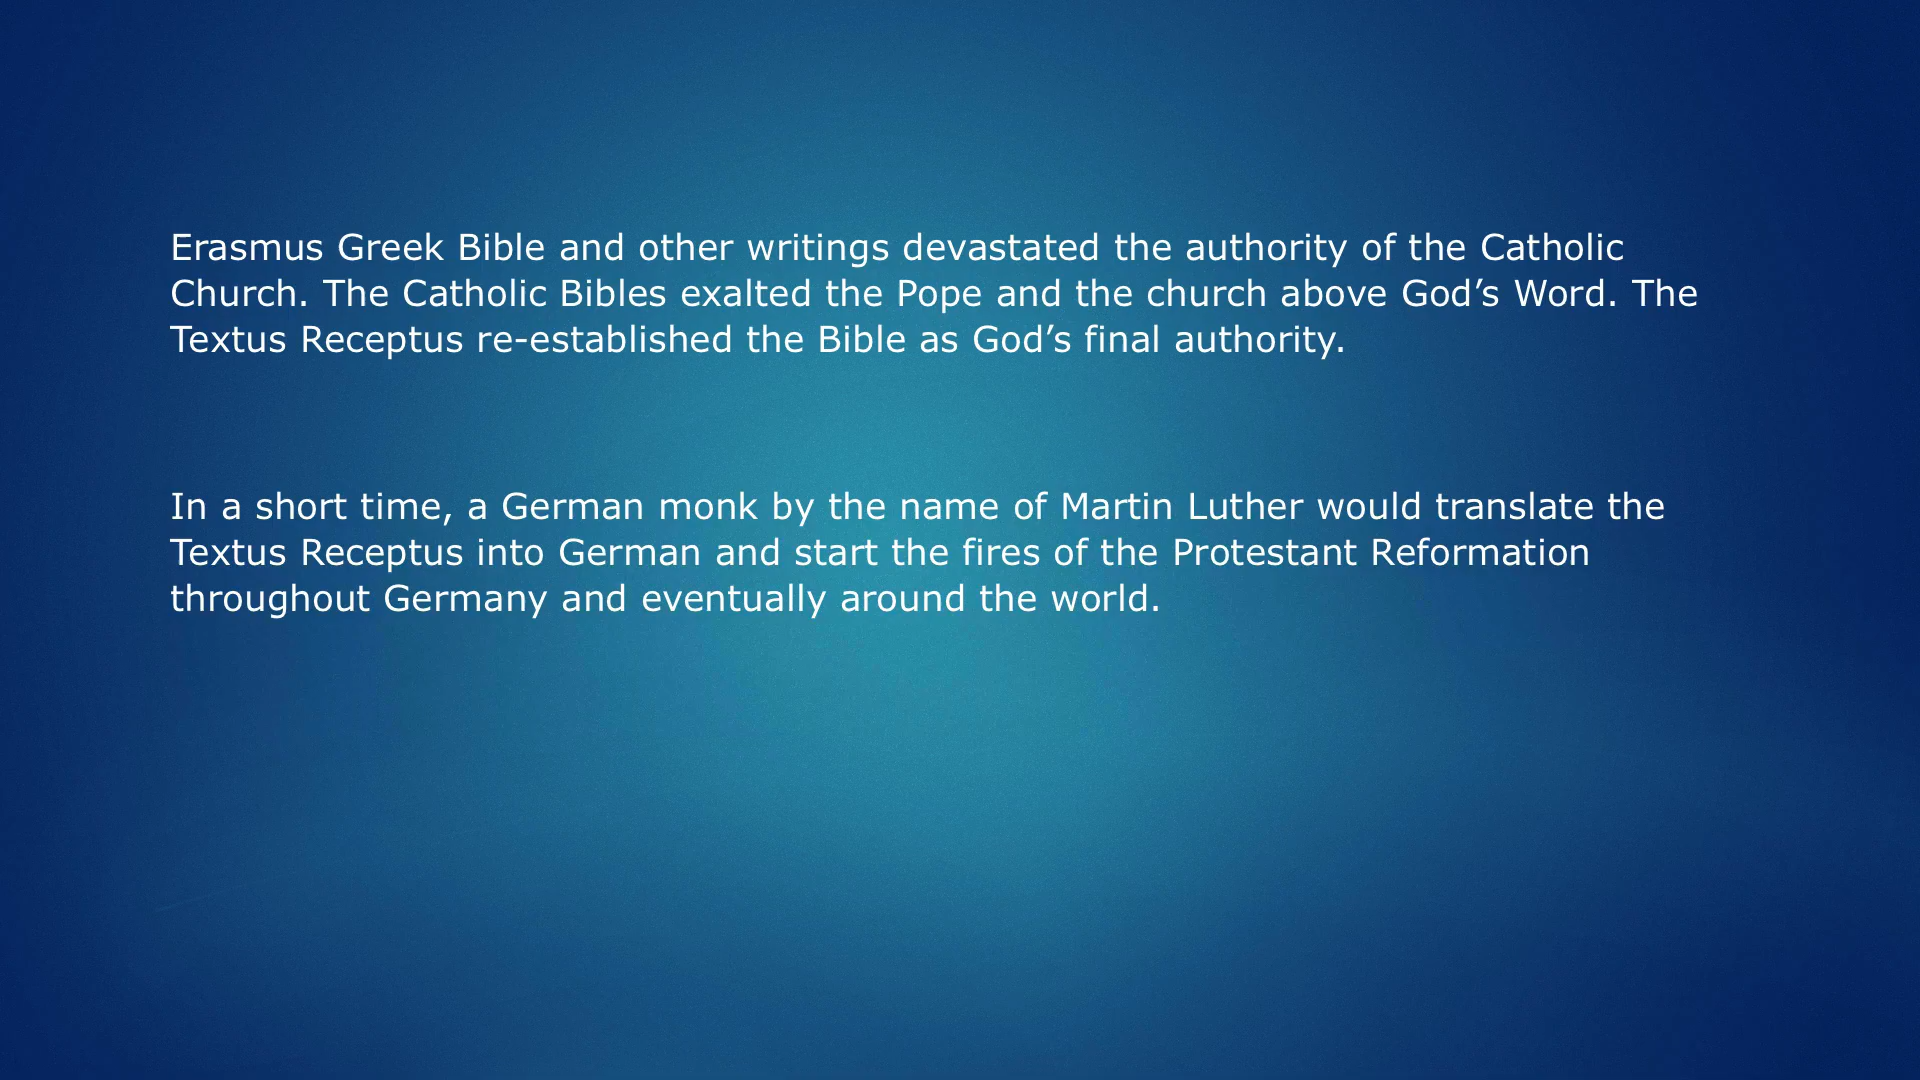 Erasmus Greek Bible and other writings devastated the authority of the Catholic
Church. The Catholic Bibles exalted the Pope and the church above God’s Word. The
Textus Receptus re-established the Bible as God’s final authority.
In a short time, a German monk by the name of Martin Luther would translate the
Textus Receptus into German and start the fires of the Protestant Reformation
throughout Germany and eventually around the world.